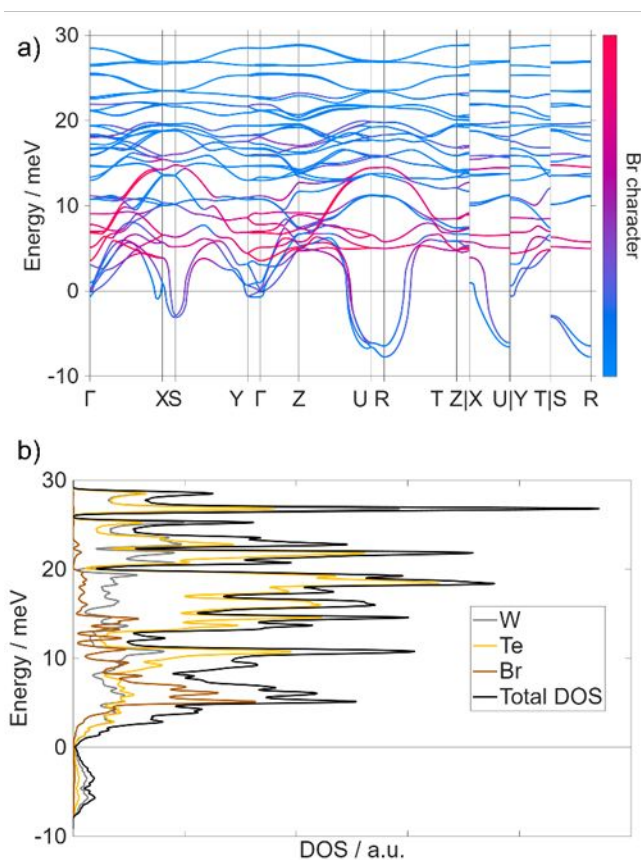 a)
30
20
10
0
-10
Energy / meV
Br character
Γ X S Y Γ Z U R T Z|X U|Y T|S R
b)
30
20
10
0
-10
Energy / meV
W
Te
Br
Total DOS
DOS / a.u.